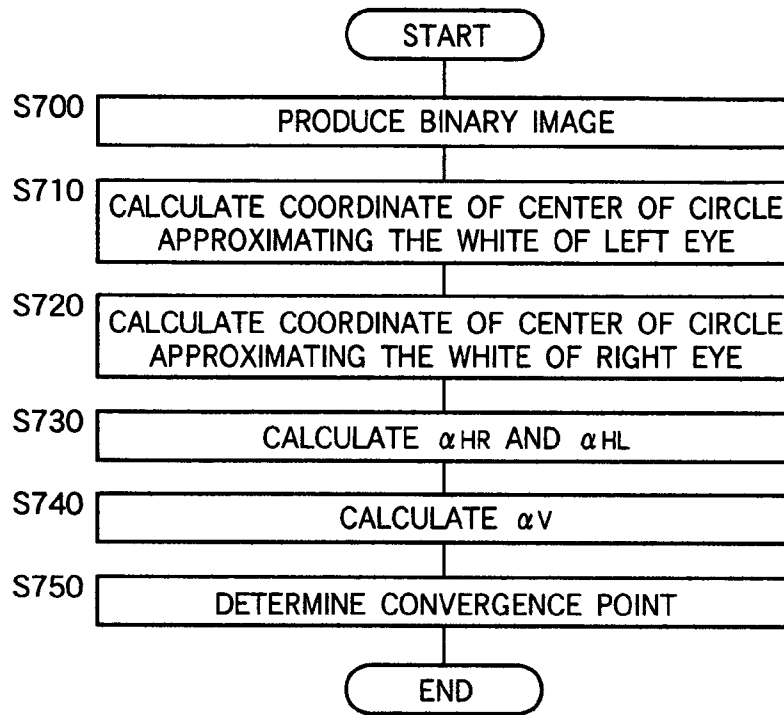 START
S700
PRODUCE BINARY IMAGE
S710
CALCULATE COORDINATE OF CENTER OF CIRCLE
APPROXIMATING THE WHITE OF LEFT EYE
S720
CALCULATE COORDINATE OF CENTER OF CIRCLE
APPROXIMATING THE WHITE OF RIGHT EYE
S730
CALCULATE αHR AND αHL
S740
CALCULATE αV
S750
DETERMINE CONVERGENCE POINT
END